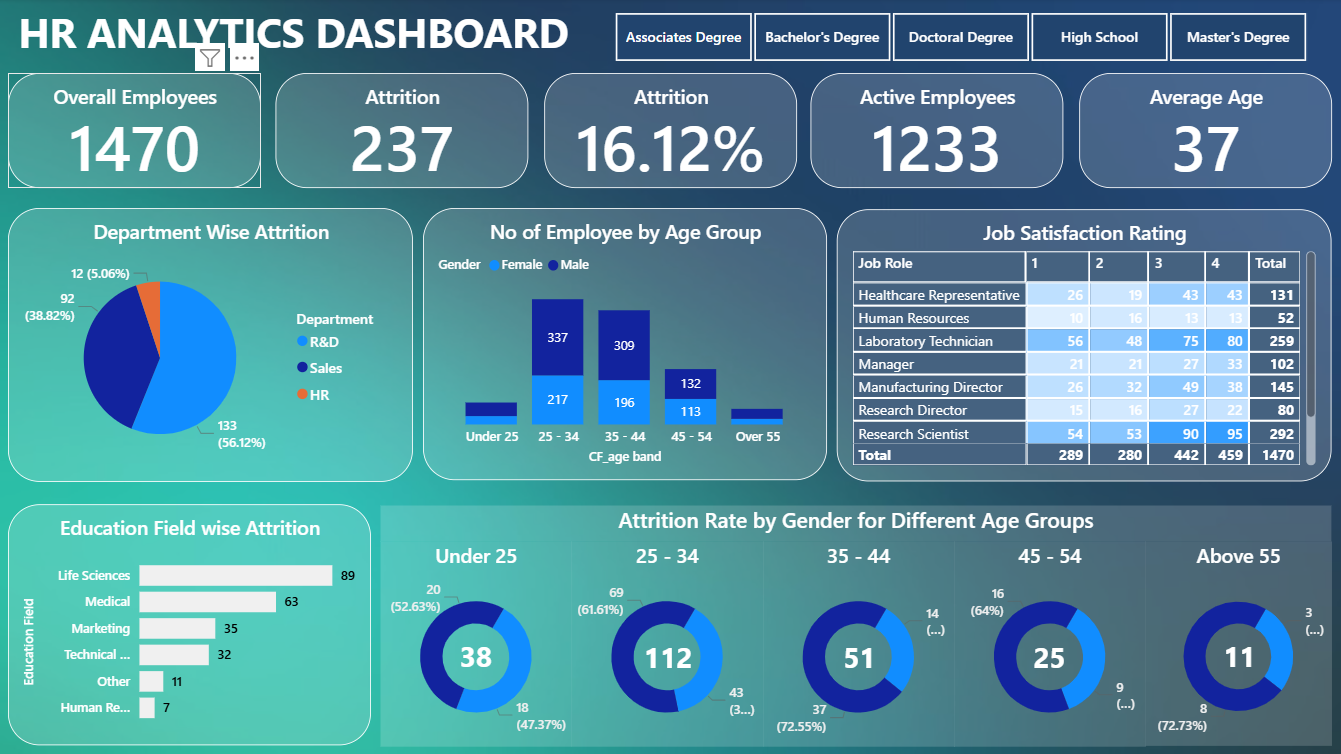 HR ANALYTICS DASHBOARD
Associates Degree
Bachelor's Degree
Doctoral Degree
High School
Master's Degree
Overall Employees
1470
Attrition
237
Attrition
16.12%
Active Employees
1233
Average Age
37
Department Wise Attrition
12 (5.06%)
92
(38.82%)
133
(56.12%)
Department
R&D
Sales
HR
No of Employee by Age Group
Gender Female Male
337
309
132
217
196
113
Under 25 25 - 34 35 - 44 45 - 54 Over 55
CF_age band
Job Satisfaction Rating
Job Role 1 2 3 4 Total
Healthcare Representative 26 19 43 43 131
Human Resources 10 16 13 13 52
Laboratory Technician 56 48 75 80 259
Manager 21 21 27 33 102
Manufacturing Director 26 32 49 38 145
Research Director 15 16 27 22 80
Research Scientist 54 53 90 95 292
Total 289 280 442 459 1470
Education Field wise Attrition
Education Field
Life Sciences 89
Medical 63
Marketing 35
Technical ... 32
Other 11
Human Re... 7
Attrition Rate by Gender for Different Age Groups
Under 25
20
(52.63%)
38
18
(47.37%)
25 - 34
69
(61.61%)
112
43
(3...)
35 - 44
14
(...)
51
37
(72.55%)
45 - 54
16
(64%)
25
9
(...)
Above 55
3
(...)
11
8
(72.73%)